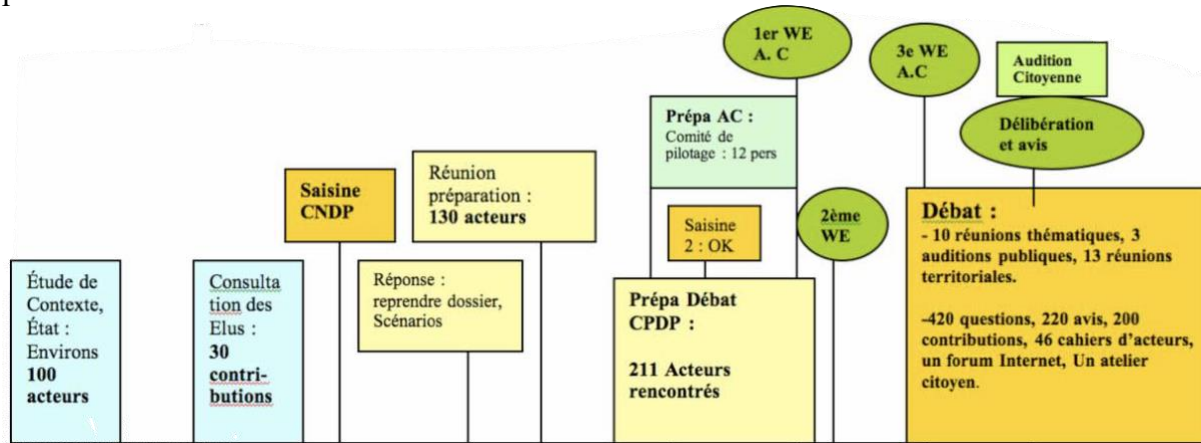 1er WE
A. C
3e WE
A.C
Audition
Citoyenne
Délibération
et avis
Prépa AC :
Comité de
pilotage : 12 pers
Réunion
préparation :
130 acteurs
Saisine
CNDP
Saisine
2 : OK
2ème
WE
Étude de
Contexte,
État :
Environs
100
acteurs
Consulta
tion des
Elus :
30
contri-
butions
Réponse :
reprendre dossier,
Scénarios
Prépa Débat
CPDP :
211 Acteurs
rencontrés
Débat :
- 10 réunions thématiques, 3
auditions publiques, 13 réunions
territoriales.
-420 questions, 220 avis, 200
contributions, 46 cahiers d'acteurs,
un forum Internet, Un atelier
citoyen.